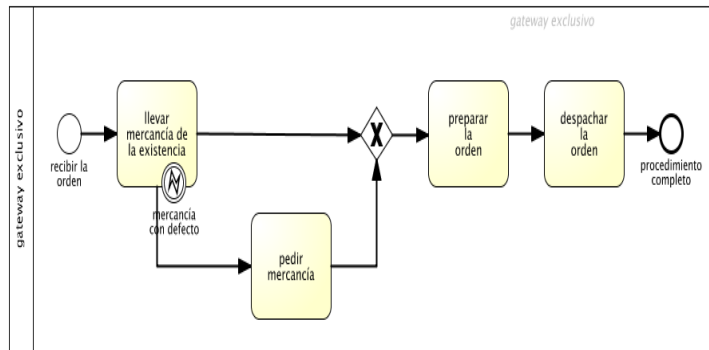 gateway exclusivo
gateway exclusivo
llevar
mercancía de
la existencia
recibir la
orden
mercancia
con defecto
pedir
mercancía
X
preparar
la
orden
despachar
la
orden
procedimiento
completo